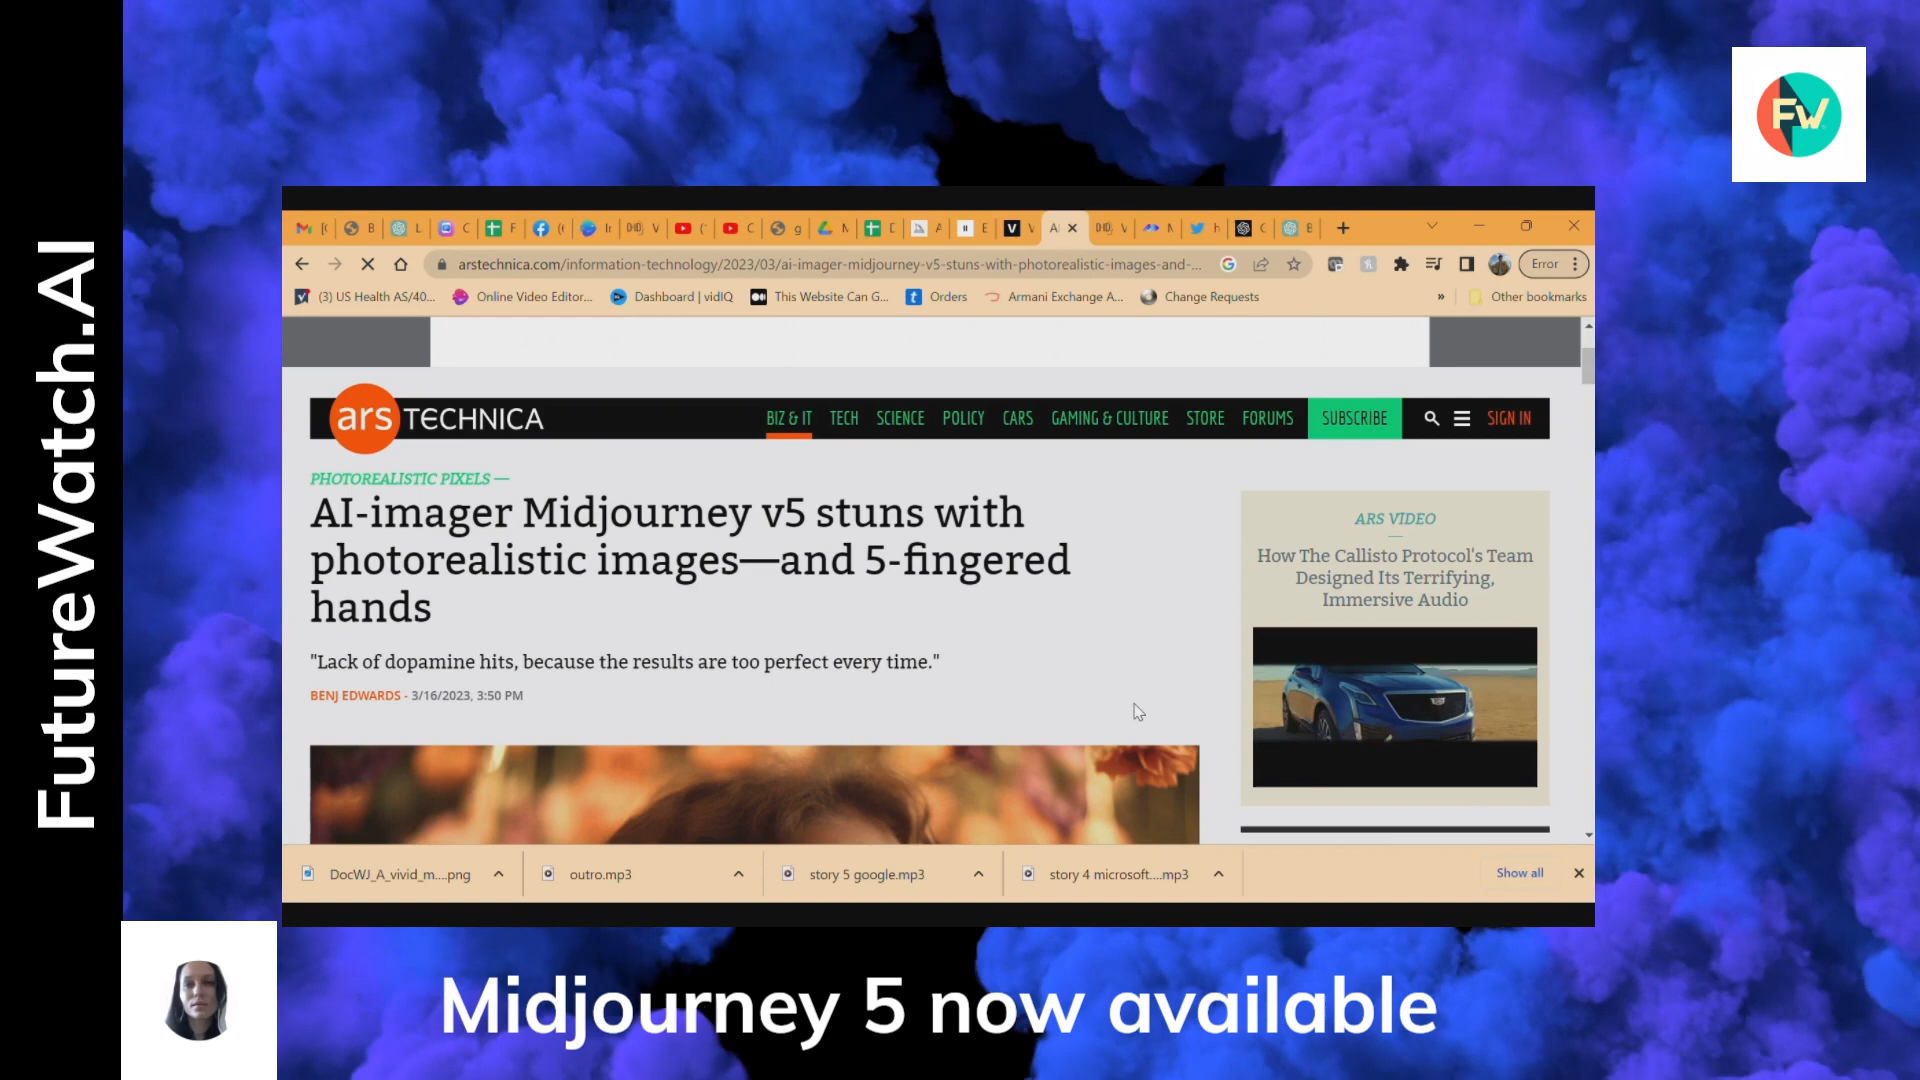 FutureWatch.AI
FW
arstechnica.com/information-technology/2023/03/ai-imager-midjourney-v5-stuns-with-photorealistic-images-and-...
Error
(3) US Health AS/40...
Online Video Editor...
Dashboard | vidIQ
This Website Can G...
Orders
Armani Exchange A...
Change Requests
»
Other bookmarks
ars TECHNICA
BIZ & IT
TECH
SCIENCE
POLICY
CARS
GAMING & CULTURE
STORE
FORUMS
SUBSCRIBE
SIGN IN
PHOTOREALISTIC PIXELS —
AI-imager Midjourney v5 stuns with
photorealistic images—and 5-fingered
hands
"Lack of dopamine hits, because the results are too perfect every time."
BENJ EDWARDS - 3/16/2023, 3:50 PM
ARS VIDEO
How The Callisto Protocol's Team
Designed Its Terrifying,
Immersive Audio
DocWJ_A_vivid_m....png
outro.mp3
story 5 google.mp3
story 4 microsoft....mp3
Show all
Midjourney 5 now available